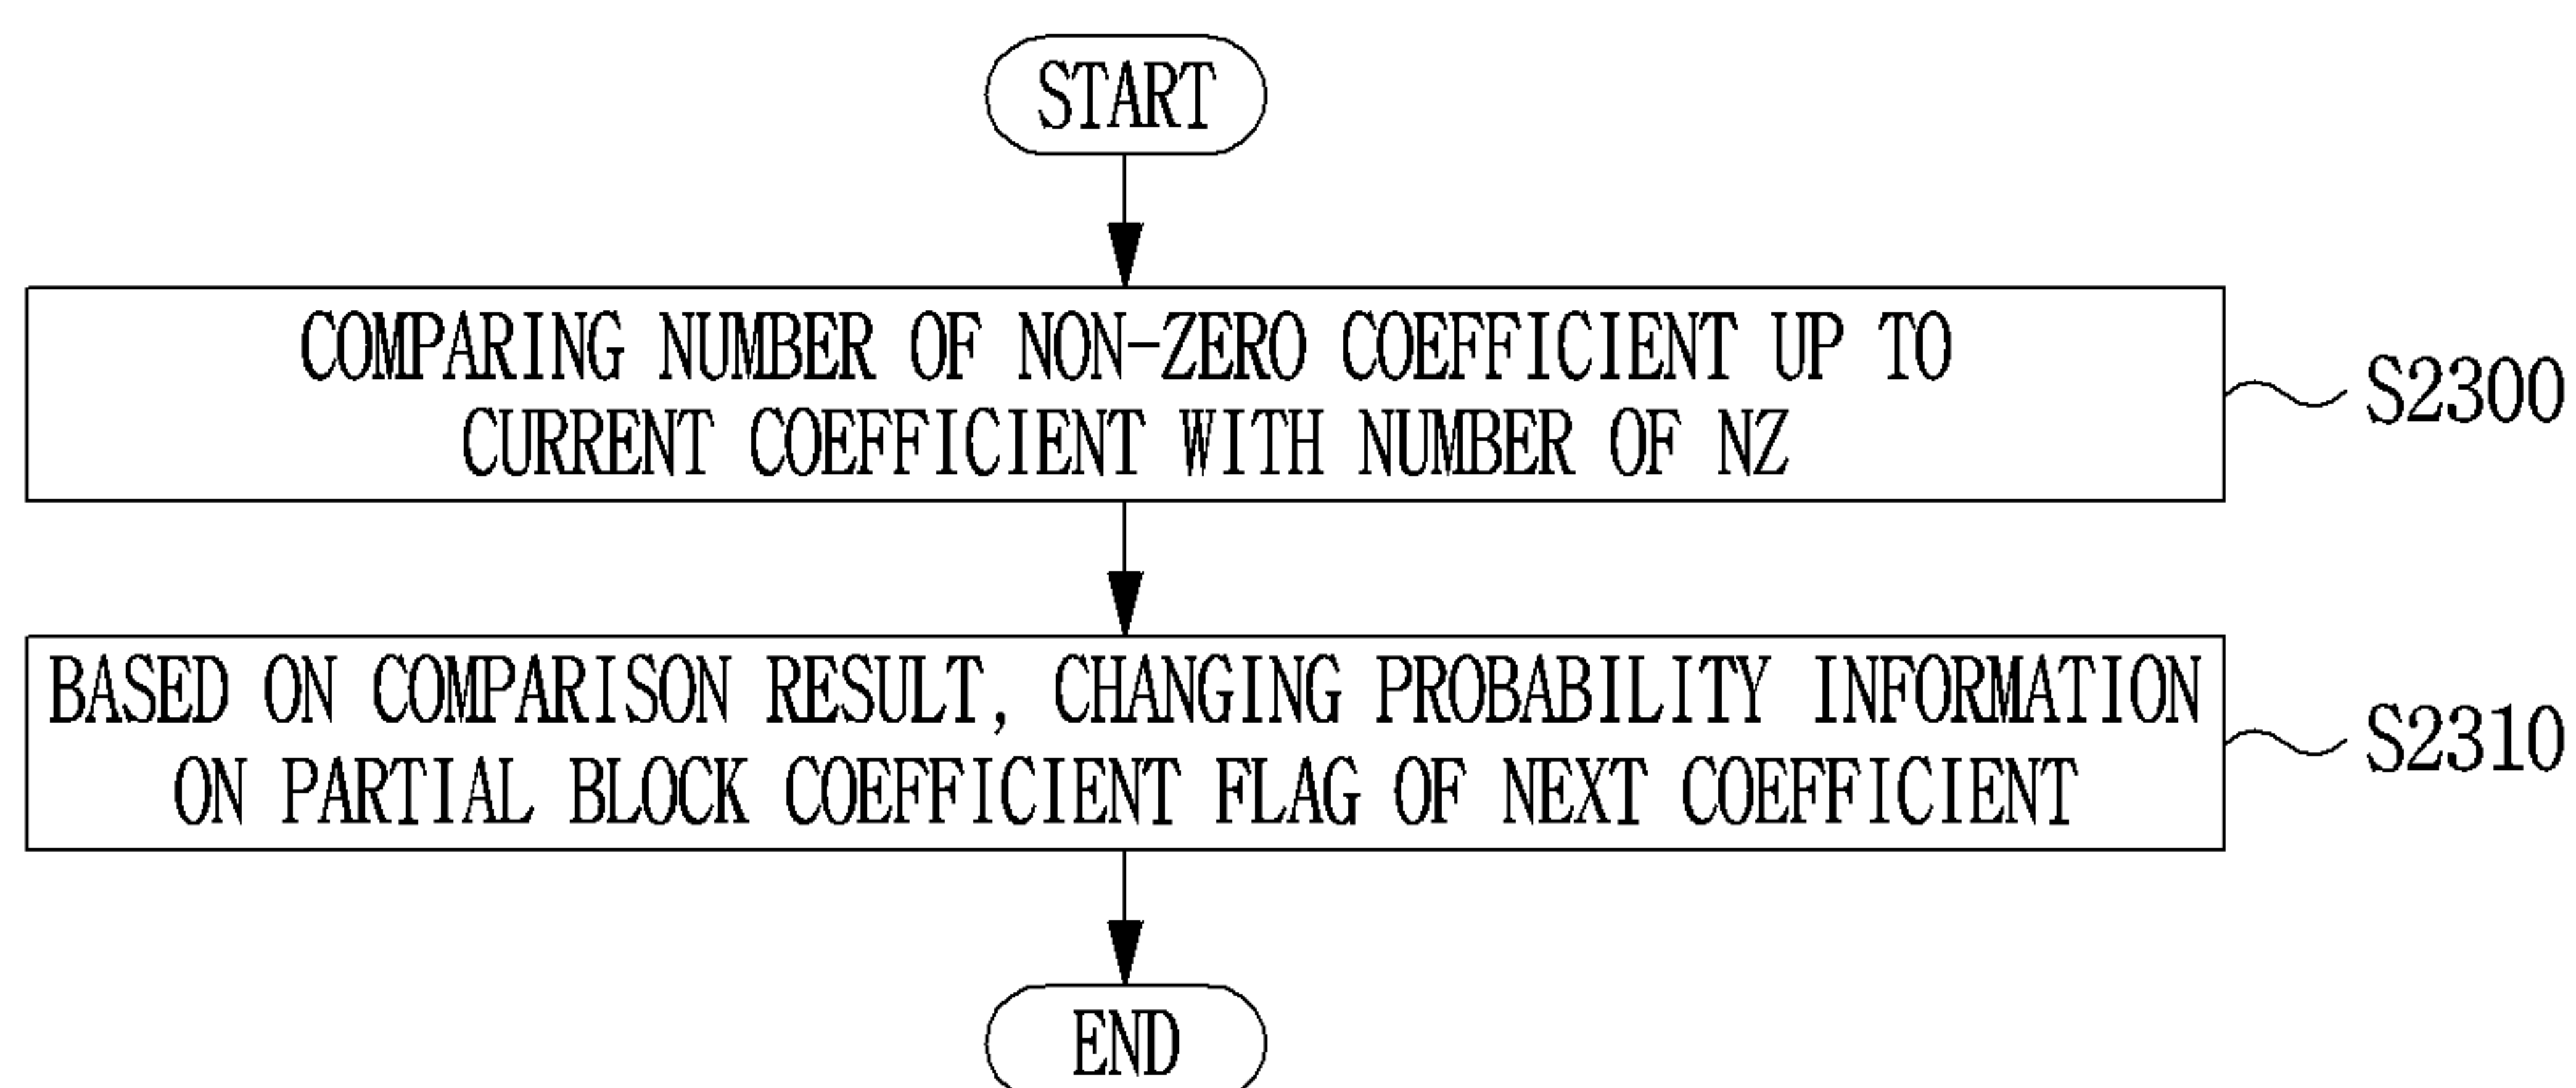 START
COMPARING NUMBER OF NON-ZERO COEFFICIENT UP TO
CURRENT COEFFICIENT WITH NUMBER OF NZ
S2300
BASED ON COMPARISON RESULT, CHANGING PROBABILITY INFORMATION
ON PARTIAL BLOCK COEFFICIENT FLAG OF NEXT COEFFICIENT
S2310
END